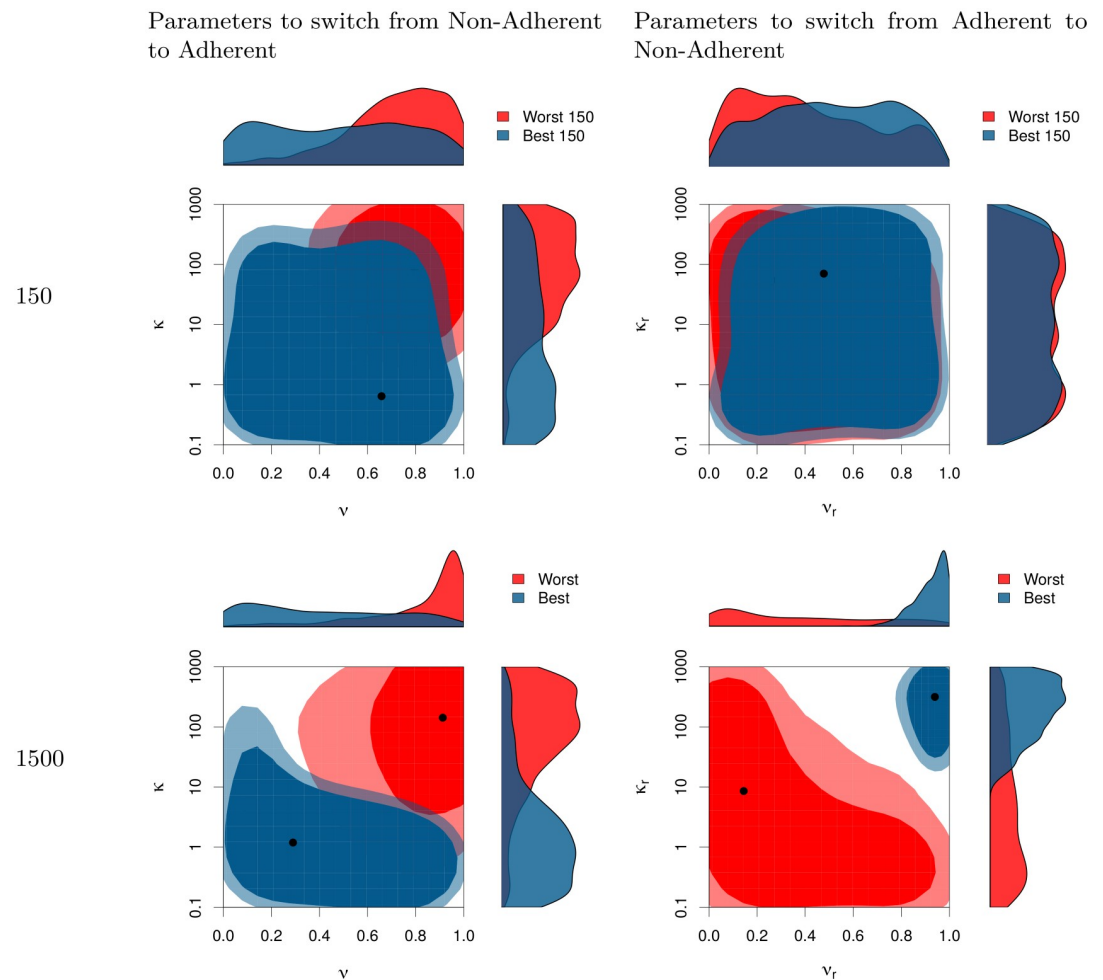 Parameters to switch from Non-Adherent
to Adherent
Parameters to switch from Adherent to
Non-Adherent
150
Worst 150
Best 150
1000
100
10
1
0.1
κ
0.0 0.2 0.4 0.6 0.8 1.0
ν
Worst 150
Best 150
1000
100
10
1
0.1
κr
0.0 0.2 0.4 0.6 0.8 1.0
νr
1500
Worst
Best
1000
100
10
1
0.1
κ
0.0 0.2 0.4 0.6 0.8 1.0
ν
Worst
Best
1000
100
10
1
0.1
κr
0.0 0.2 0.4 0.6 0.8 1.0
νr